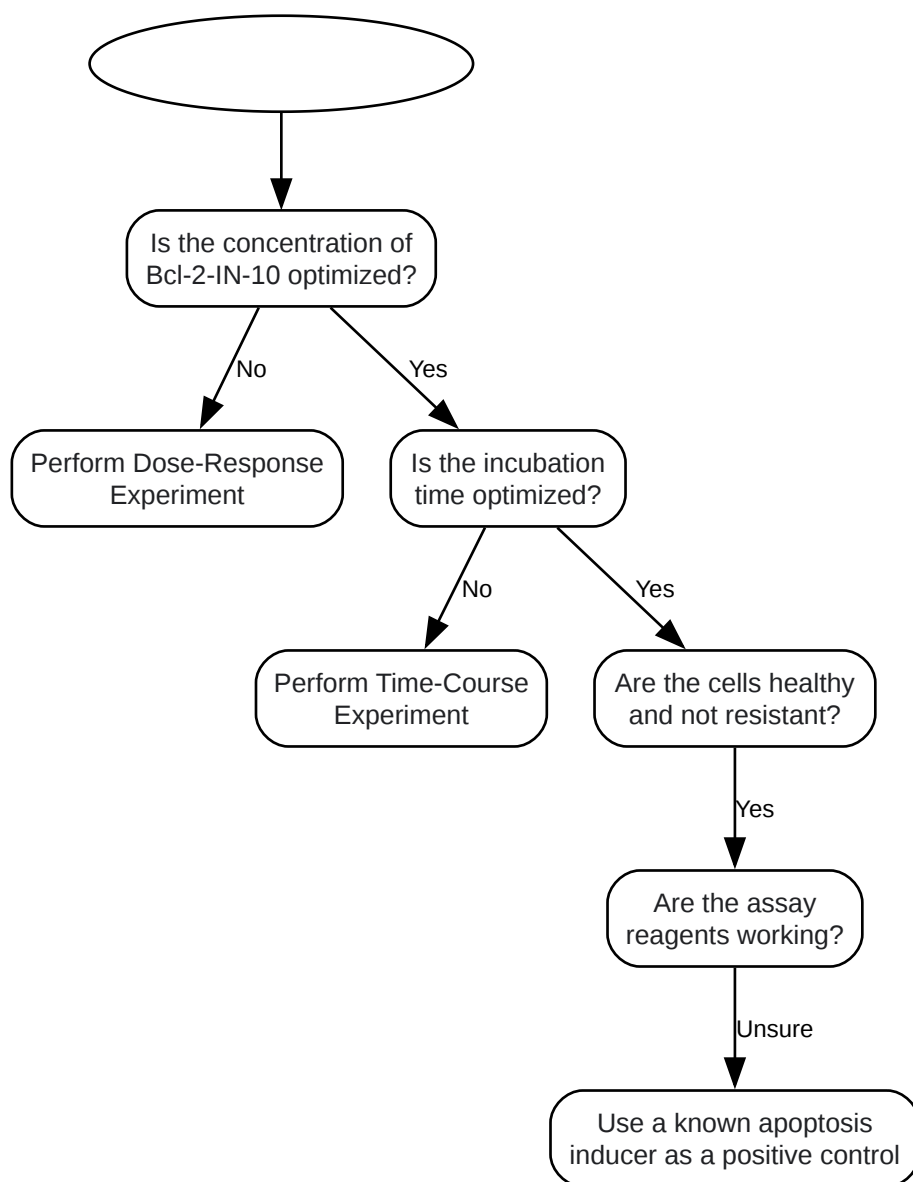 Is the concentration of
Bcl-2-IN-10 optimized?
No
Yes
Perform Dose-Response
Experiment
Is the incubation
time optimized?
No
Yes
Perform Time-Course
Experiment
Are the cells healthy
and not resistant?
Yes
Are the assay
reagents working?
Unsure
Use a known apoptosis
inducer as a positive control